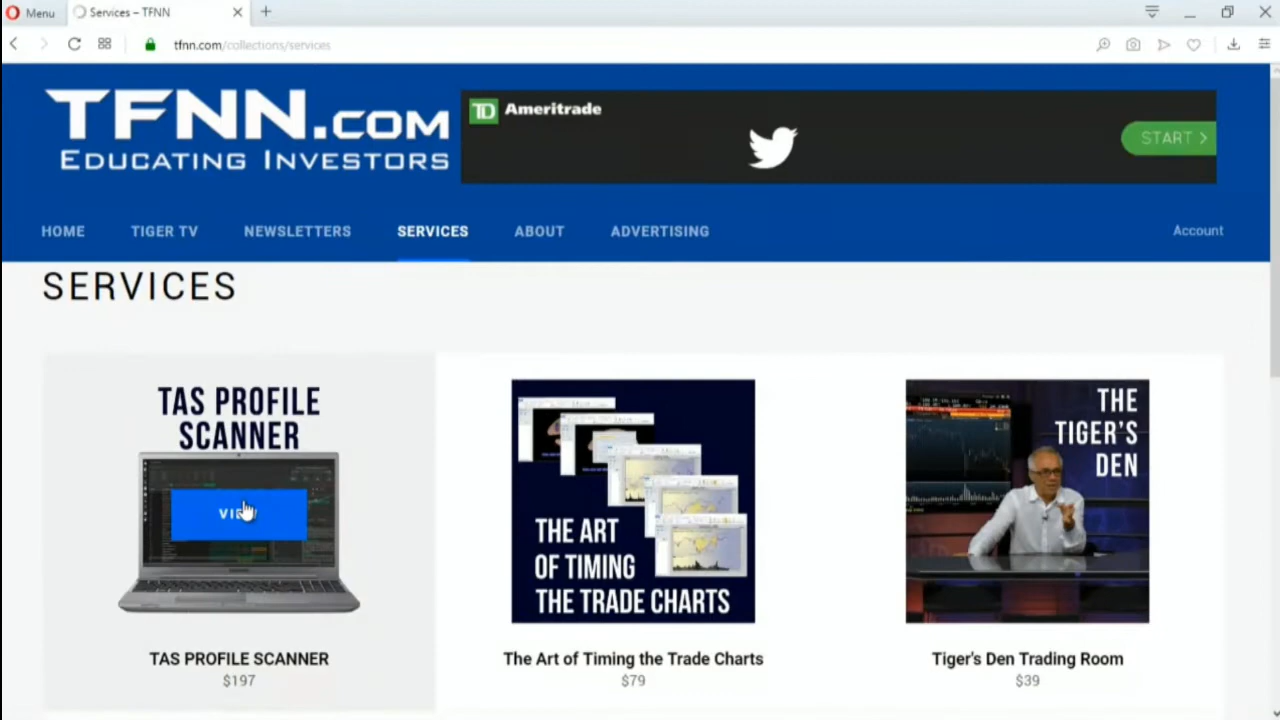 Menu
Services – TFNN
tfnn.com/collections/services
TFNN.COM
EDUCATING INVESTORS
TD Ameritrade
START >
HOME
TIGER TV
NEWSLETTERS
SERVICES
ABOUT
ADVERTISING
Account
SERVICES
TAS PROFILE
SCANNER
THE ART
OF TIMING
THE TRADE CHARTS
THE
TIGER'S
DEN
TAS PROFILE SCANNER
$197
The Art of Timing the Trade Charts
$79
Tiger's Den Trading Room
$39